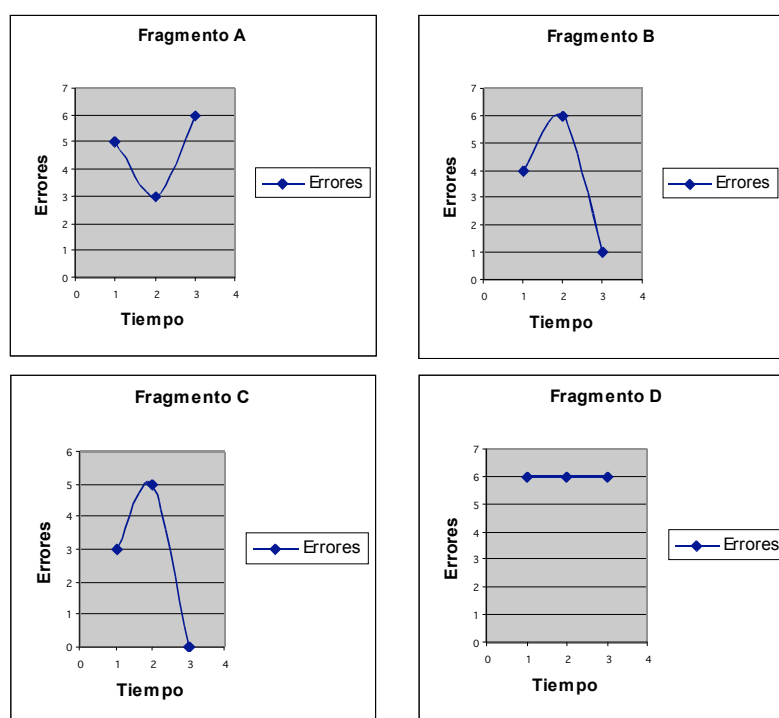 Fragmento A
7
6
5
4
3
2
1
0
0 1 2 3 4
Errores
Tiempo
Errores
Fragmento B
7
6
5
4
3
2
1
0
0 1 2 3 4
Errores
Tiempo
Errores
Fragmento C
6
5
4
3
2
1
0
0 1 2 3 4
Errores
Tiempo
Errores
Fragmento D
7
6
5
4
3
2
1
0
0 1 2 3 4
Errores
Tiempo
Errores